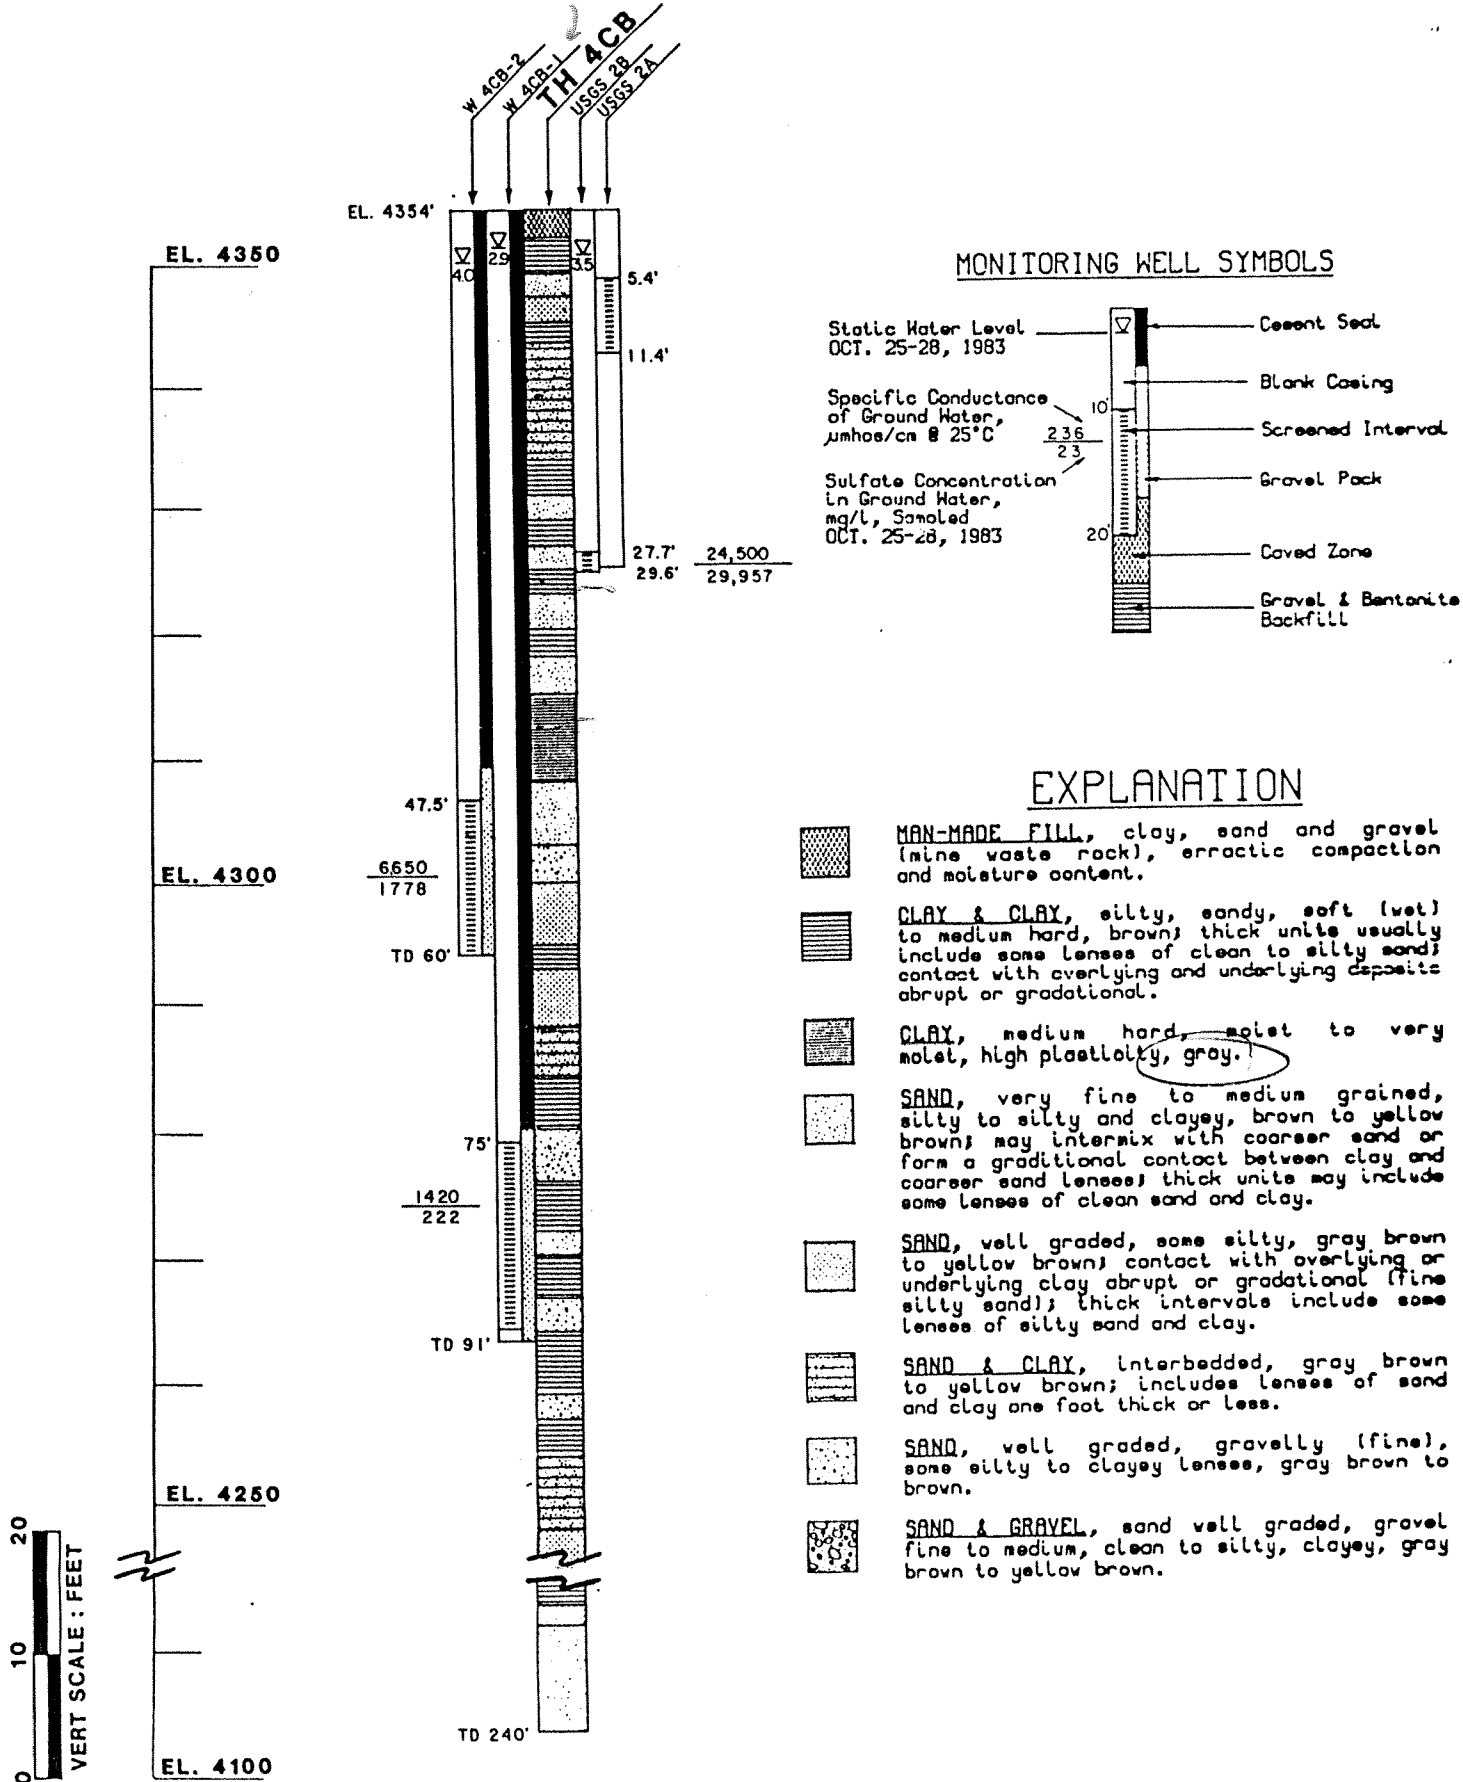 W 4CB-2
W 4CB-1
TH 4CB
USGS 2B
USGS 2A
EL. 4354'
EL. 4350
4.0
2.9
3.5
5.4'
11.4'
27.7'
29.6'
24,500
29,957
47.5'
6,650
1778
EL. 4300
TD 60'
75'
1420
222
TD 91'
EL. 4250
TD 240'
EL. 4100
0 10 20
VERT SCALE : FEET
MONITORING WELL SYMBOLS
Static Water Level
OCT. 25-28, 1983
Specific Conductance
of Ground Water,
µmhos/cm @ 25°C
236
23
Sulfate Concentration
in Ground Water,
mg/l, Sampled
OCT. 25-28, 1983
10'
20'
Cement Seal
Blank Casing
Screened Interval
Gravel Pack
Caved Zone
Gravel & Bentonite
Backfill
EXPLANATION
MAN-MADE FILL, clay, sand and gravel
(mine waste rock), erractic compaction
and moisture content.
CLAY & CLAY, silty, sandy, soft (wet)
to medium hard, brown; thick units usually
include some lenses of clean to silty sand;
contact with overlying and underlying deposits
abrupt or gradational.
CLAY, medium hard, moist to very
moist, high plasticity, gray.
SAND, very fine to medium grained,
silty to silty and clayey, brown to yellow
brown; may intermix with coarser sand or
form a graditional contact between clay and
coarser sand lenses; thick units may include
some lenses of clean sand and clay.
SAND, well graded, some silty, gray brown
to yellow brown; contact with overlying or
underlying clay abrupt or gradational (fine
silty sand); thick intervals include some
lenses of silty sand and clay.
SAND & CLAY, interbedded, gray brown
to yellow brown; includes lenses of sand
and clay one foot thick or less.
SAND, well graded, gravelly (fine),
some silty to clayey lenses, gray brown to
brown.
SAND & GRAVEL, sand well graded, gravel
fine to medium, clean to silty, clayey, gray
brown to yellow brown.